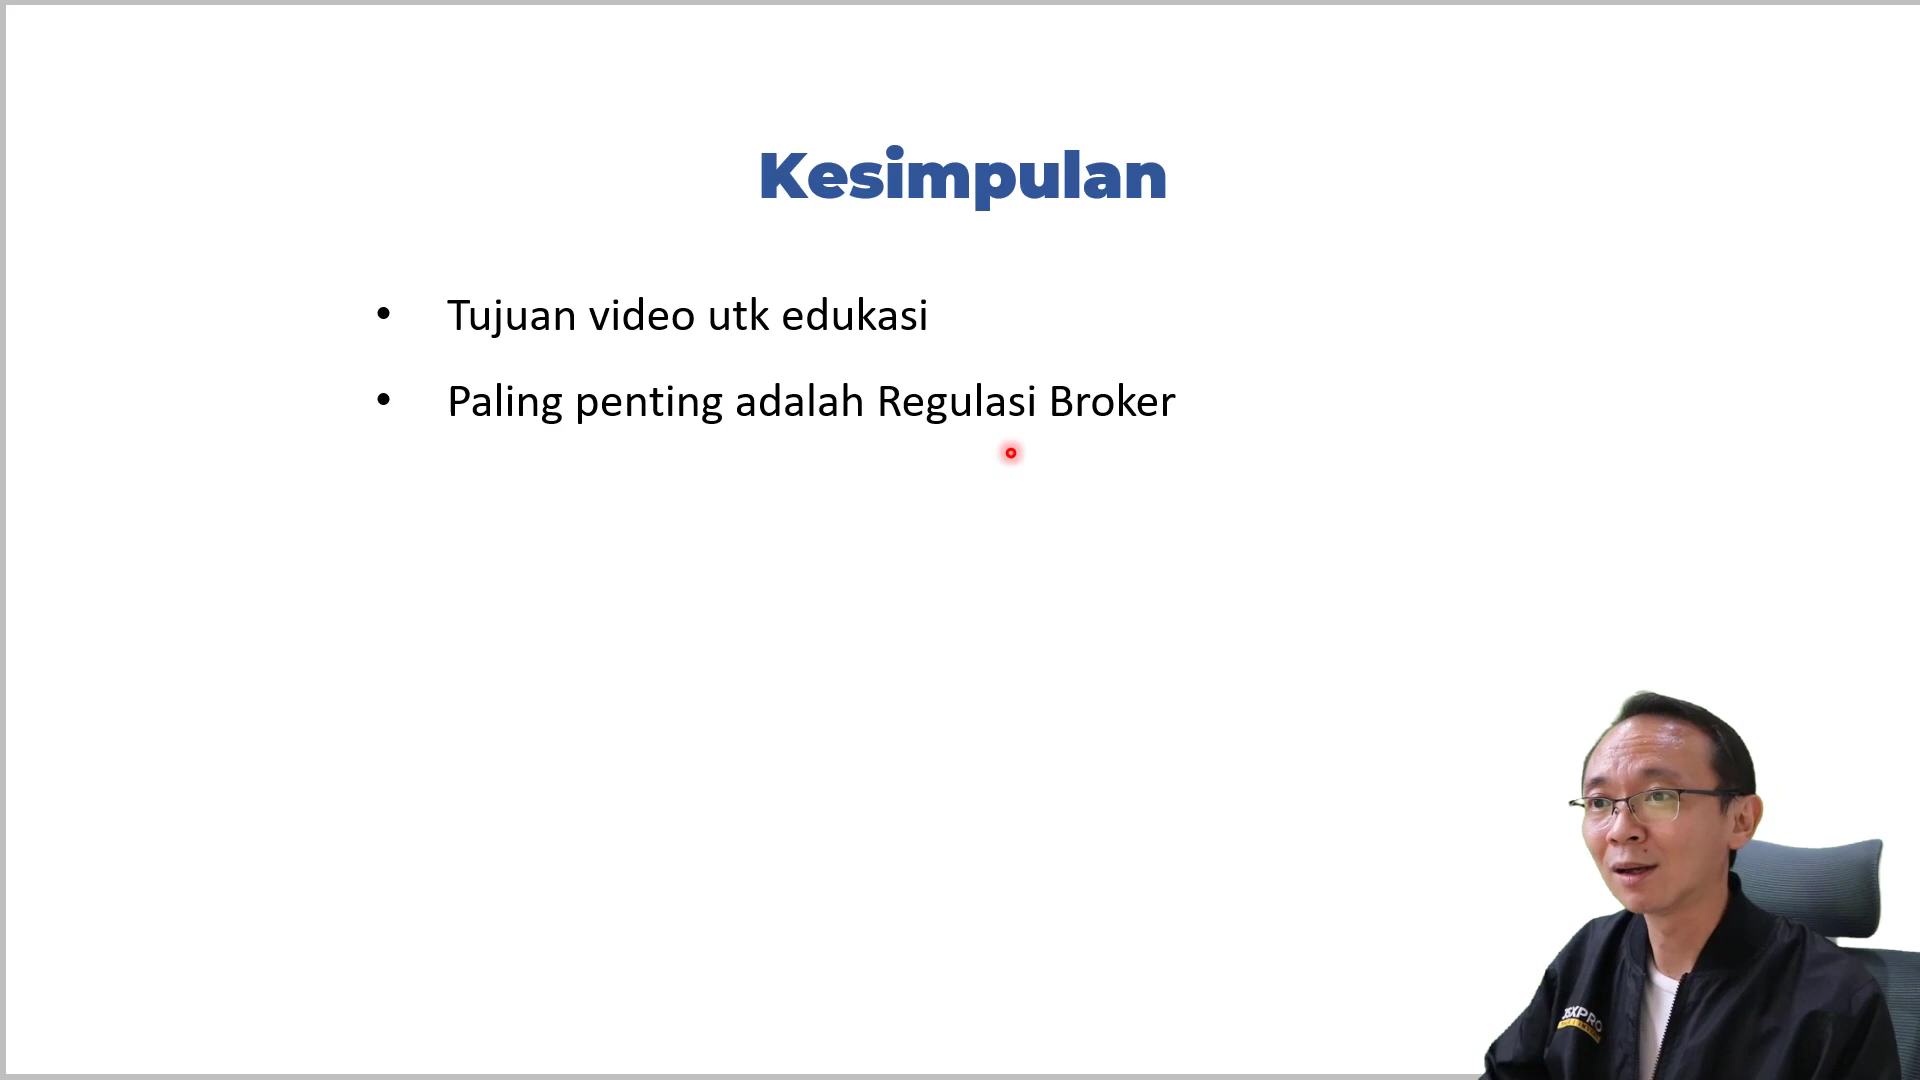 Kesimpulan
• Tujuan video utk edukasi
• Paling penting adalah Regulasi Broker